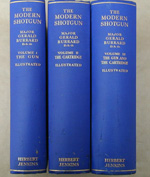 THE
MODERN
SHOTGUN
MAJOR
GERALD
BURRARD
D.S.O.
VOLUME I
THE GUN
ILLUSTRATED
HERBERT
JENKINS
THE
MODERN
SHOTGUN
MAJOR
GERALD
BURRARD
D.S.O.
VOLUME II
THE CARTRIDGE
ILLUSTRATED
HERBERT
JENKINS
THE
MODERN
SHOTGUN
MAJOR
GERALD
BURRARD
D.S.O.
VOLUME III
THE GUN AND
THE CARTRIDGE
ILLUSTRATED
HERBERT
JENKINS